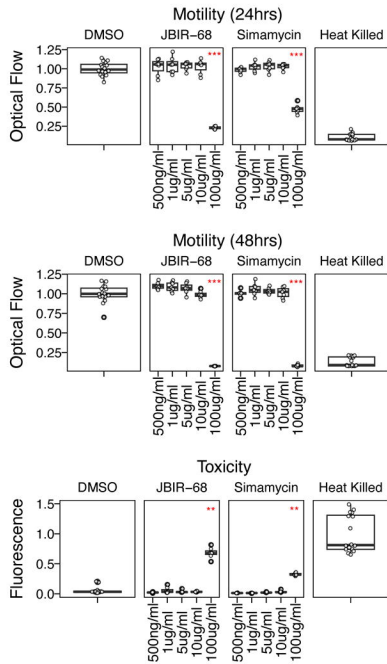 Motility (24hrs)
DMSO JBIR−68 Simamycin Heat Killed
Optical Flow
1.25
1.00
0.75
0.50
0.25
***
***
500ng/ml 1ug/ml 5ug/ml 10ug/ml 100ug/ml 500ng/ml 1ug/ml 5ug/ml 10ug/ml 100ug/ml
Motility (48hrs)
DMSO JBIR−68 Simamycin Heat Killed
Optical Flow
1.25
1.00
0.75
0.50
0.25
***
***
500ng/ml 1ug/ml 5ug/ml 10ug/ml 100ug/ml 500ng/ml 1ug/ml 5ug/ml 10ug/ml 100ug/ml
Toxicity
DMSO JBIR−68 Simamycin Heat Killed
Fluorescence
1.5
1.0
0.5
0.0
**
**
500ng/ml 1ug/ml 5ug/ml 10ug/ml 100ug/ml 500ng/ml 1ug/ml 5ug/ml 10ug/ml 100ug/ml